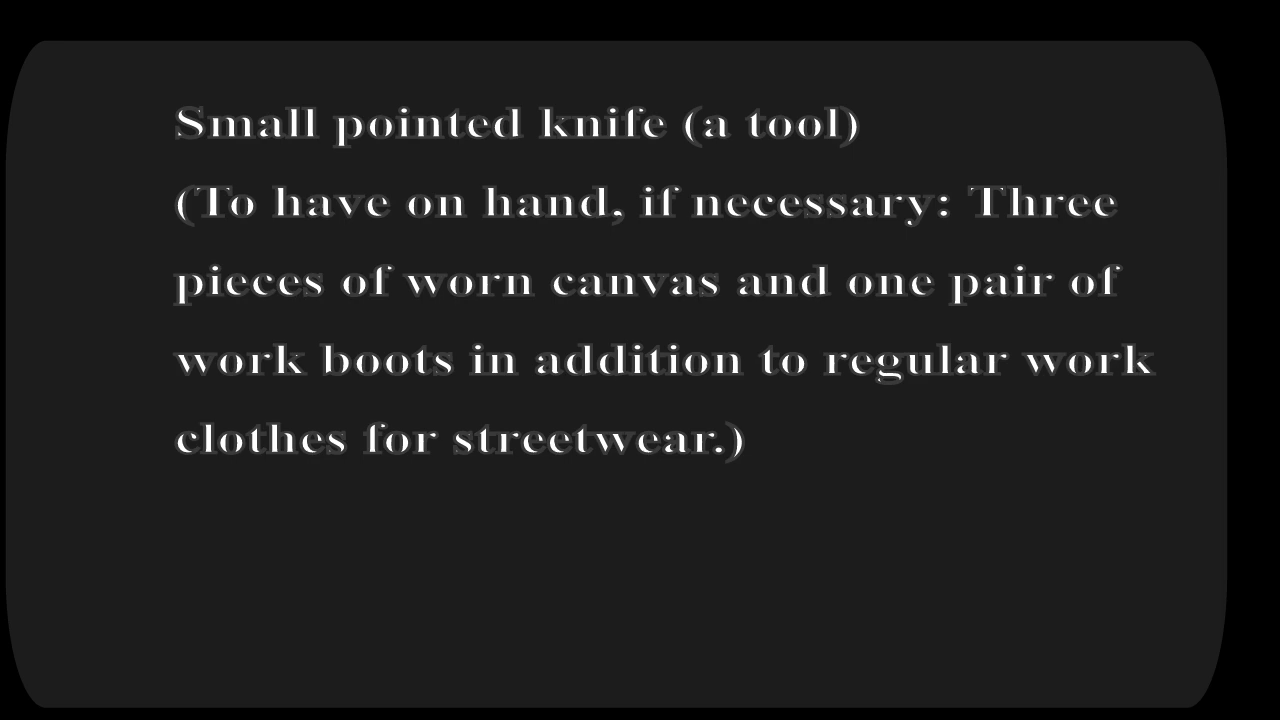 Small pointed knife (a tool)
(To have on hand, if necessary: Three
pieces of worn canvas and one pair of
work boots in addition to regular work
clothes for streetwear.)